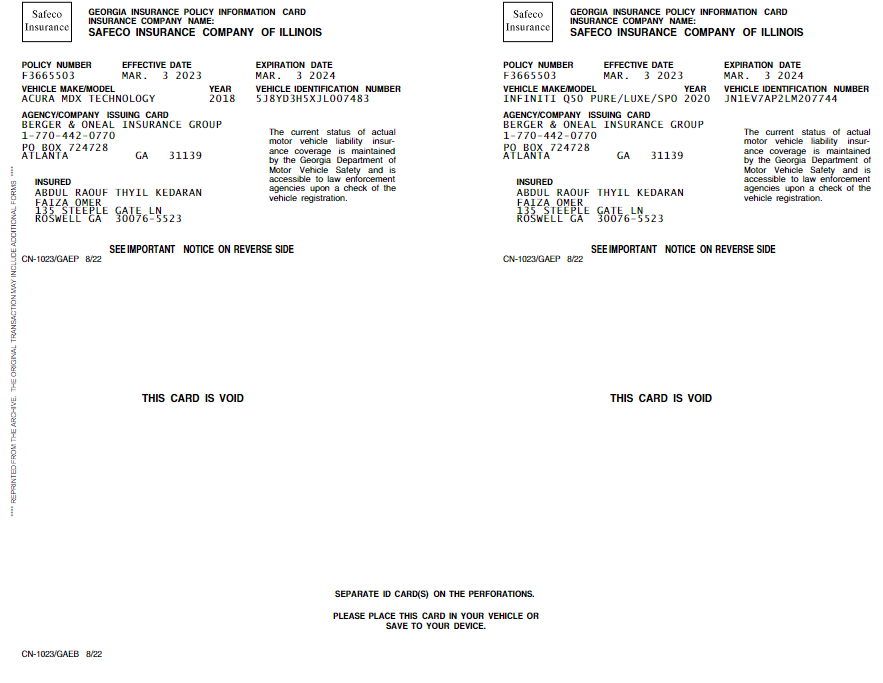 Safeco
Insurance
GEORGIA INSURANCE POLICY INFORMATION CARD
INSURANCE COMPANY NAME:
SAFECO INSURANCE COMPANY OF ILLINOIS
POLICY NUMBER EFFECTIVE DATE EXPIRATION DATE
F3665503 MAR. 3 2023 MAR. 3 2024
VEHICLE MAKE/MODEL YEAR VEHICLE IDENTIFICATION NUMBER
ACURA MDX TECHNOLOGY 2018 5J8YD3H5XJL007483
AGENCY/COMPANY ISSUING CARD
BERGER & ONEAL INSURANCE GROUP
1-770-442-0770
PO BOX 724728
ATLANTA GA 31139
The current status of actual
motor vehicle liability insur-
ance coverage is maintained
by the Georgia Department of
Motor Vehicle Safety and is
accessible to law enforcement
agencies upon a check of the
vehicle registration.
INSURED
ABDUL RAOUF THYIL KEDARAN
FAIZA OMER
135 STEEPLE GATE LN
ROSWELL GA 30076-5523
SEE IMPORTANT NOTICE ON REVERSE SIDE
CN-1023/GAEP 8/22
Safeco
Insurance
GEORGIA INSURANCE POLICY INFORMATION CARD
INSURANCE COMPANY NAME:
SAFECO INSURANCE COMPANY OF ILLINOIS
POLICY NUMBER EFFECTIVE DATE EXPIRATION DATE
F3665503 MAR. 3 2023 MAR. 3 2024
VEHICLE MAKE/MODEL YEAR VEHICLE IDENTIFICATION NUMBER
INFINITI Q50 PURE/LUXE/SPO 2020 JN1EV7AP2LM207744
AGENCY/COMPANY ISSUING CARD
BERGER & ONEAL INSURANCE GROUP
1-770-442-0770
PO BOX 724728
ATLANTA GA 31139
The current status of actual
motor vehicle liability insur-
ance coverage is maintained
by the Georgia Department of
Motor Vehicle Safety and is
accessible to law enforcement
agencies upon a check of the
vehicle registration.
INSURED
ABDUL RAOUF THYIL KEDARAN
FAIZA OMER
135 STEEPLE GATE LN
ROSWELL GA 30076-5523
SEE IMPORTANT NOTICE ON REVERSE SIDE
CN-1023/GAEP 8/22
**** REPRINTED FROM THE ARCHIVE. THE ORIGINAL TRANSACTION MAY INCLUDE ADDITIONAL FORMS ****
THIS CARD IS VOID
THIS CARD IS VOID
SEPARATE ID CARD(S) ON THE PERFORATIONS.
PLEASE PLACE THIS CARD IN YOUR VEHICLE OR
SAVE TO YOUR DEVICE.
CN-1023/GAEB 8/22